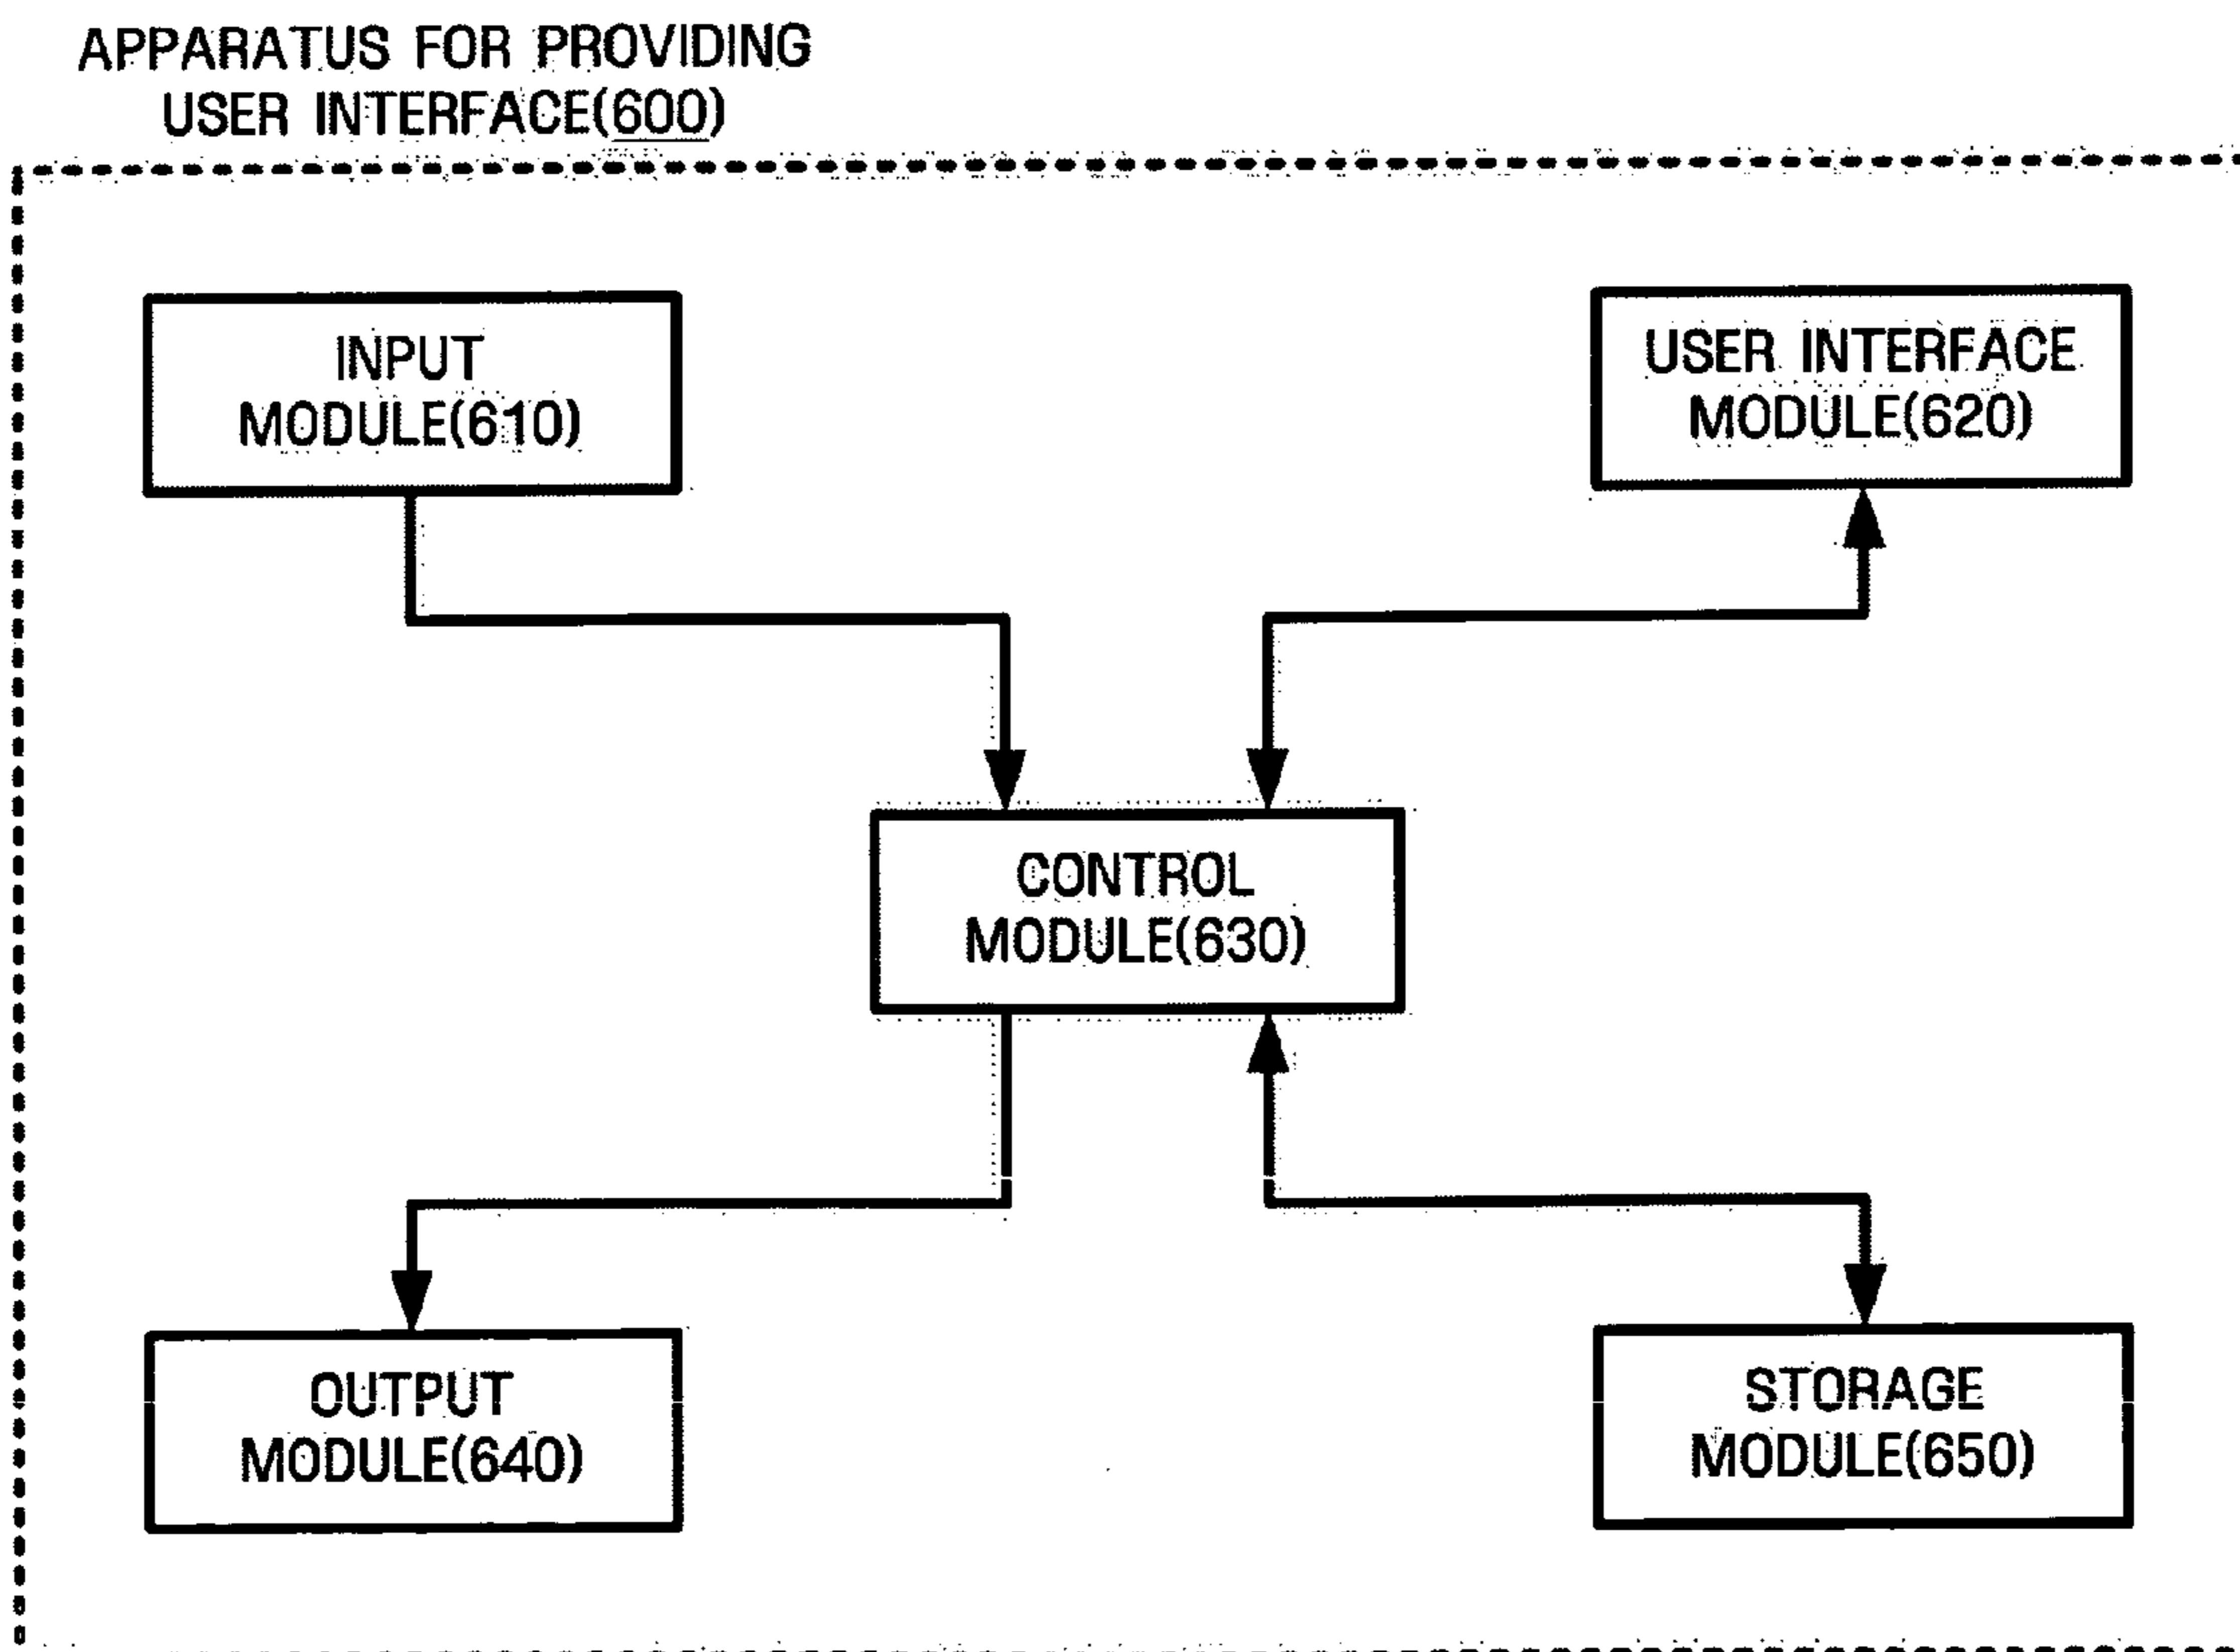 APPARATUS FOR PROVIDING
USER INTERFACE(600)
INPUT
MODULE(610)
USER INTERFACE
MODULE(620)
CONTROL
MODULE(630)
OUTPUT
MODULE(640)
STORAGE
MODULE(650)